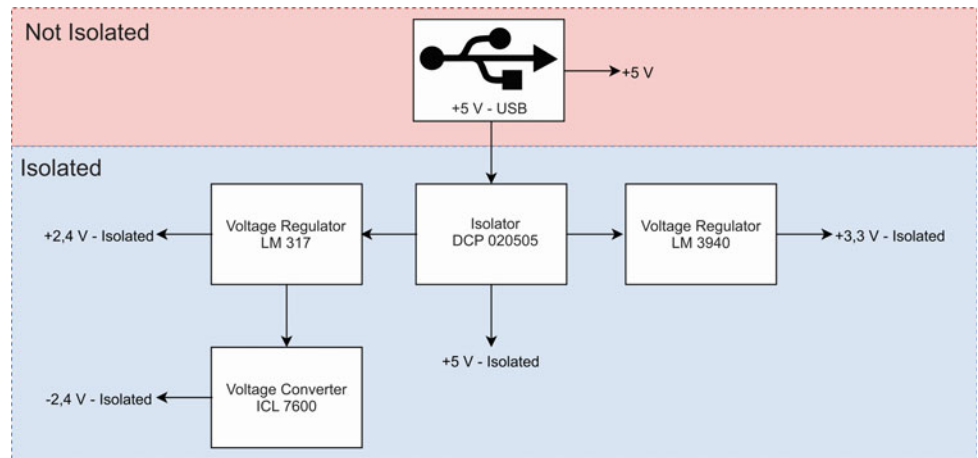 Not Isolated
+5 V - USB
+5 V
Isolated
+2,4 V - Isolated
Voltage Regulator
LM 317
Isolator
DCP 020505
Voltage Regulator
LM 3940
+3,3 V - Isolated
+5 V - Isolated
-2,4 V - Isolated
Voltage Converter
ICL 7600